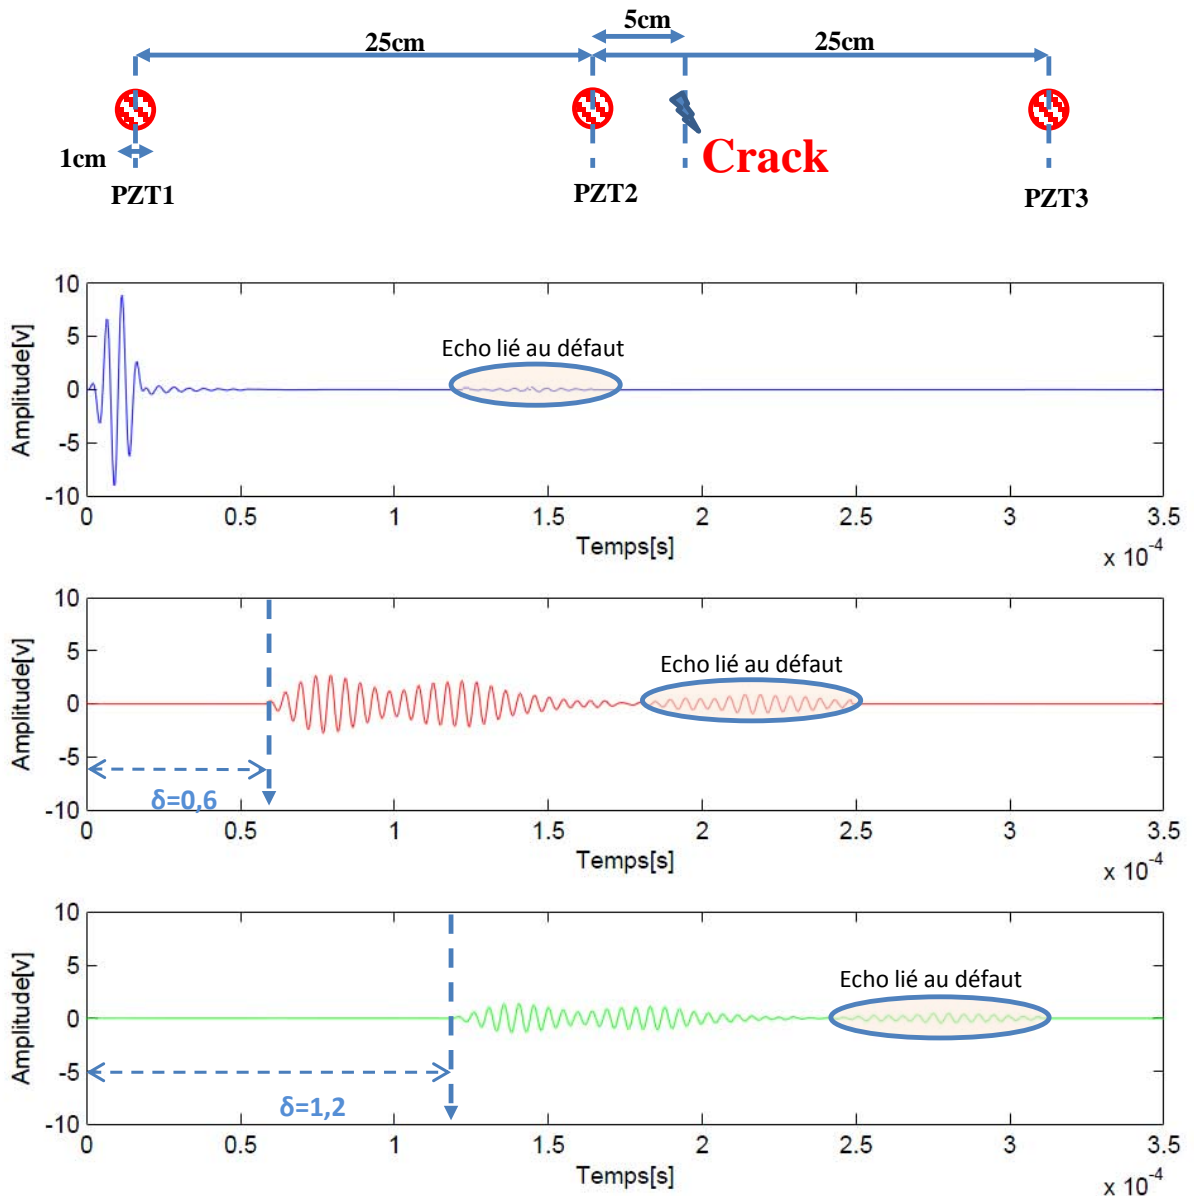 5cm
25cm
25cm
1cm
Crack
PZT1
PZT2
PZT3
10
5
0
-5
-10
Amplitude[v]
Echo lié au défaut
0
0.5
1
1.5
2
2.5
3
3.5
Temps[s]
x 10-4
10
5
0
-5
-10
Amplitude[v]
Echo lié au défaut
δ=0,6
0
0.5
1
1.5
2
2.5
3
3.5
Temps[s]
x 10-4
10
5
0
-5
-10
Amplitude[v]
Echo lié au défaut
δ=1,2
0
0.5
1
1.5
2
2.5
3
3.5
Temps[s]
x 10-4